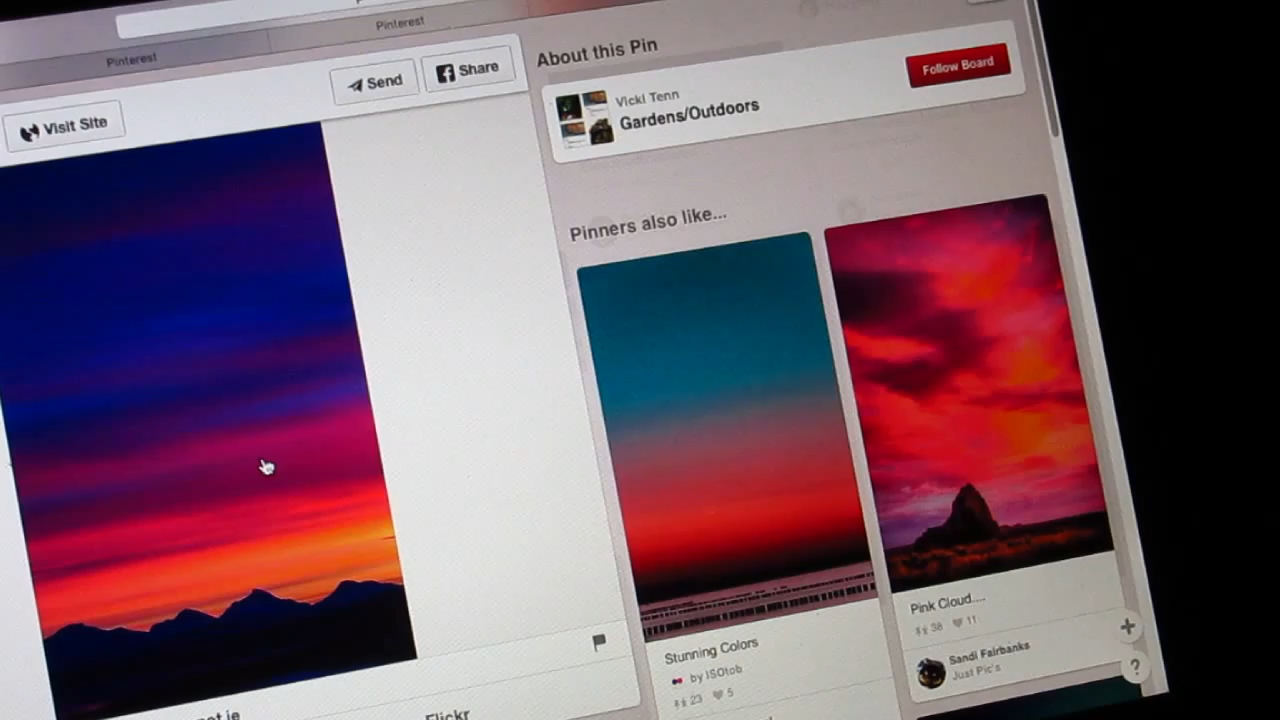 Pinterest
Pinterest
Visit Site
Send
Share
About this Pin
Vicki Tenn
Gardens/Outdoors
Follow Board
Pinners also like...
Stunning Colors
by ISOtob
23 5
Pink Cloud....
38 11
Sandi Fairbanks
Just Pic's
Flickr
?